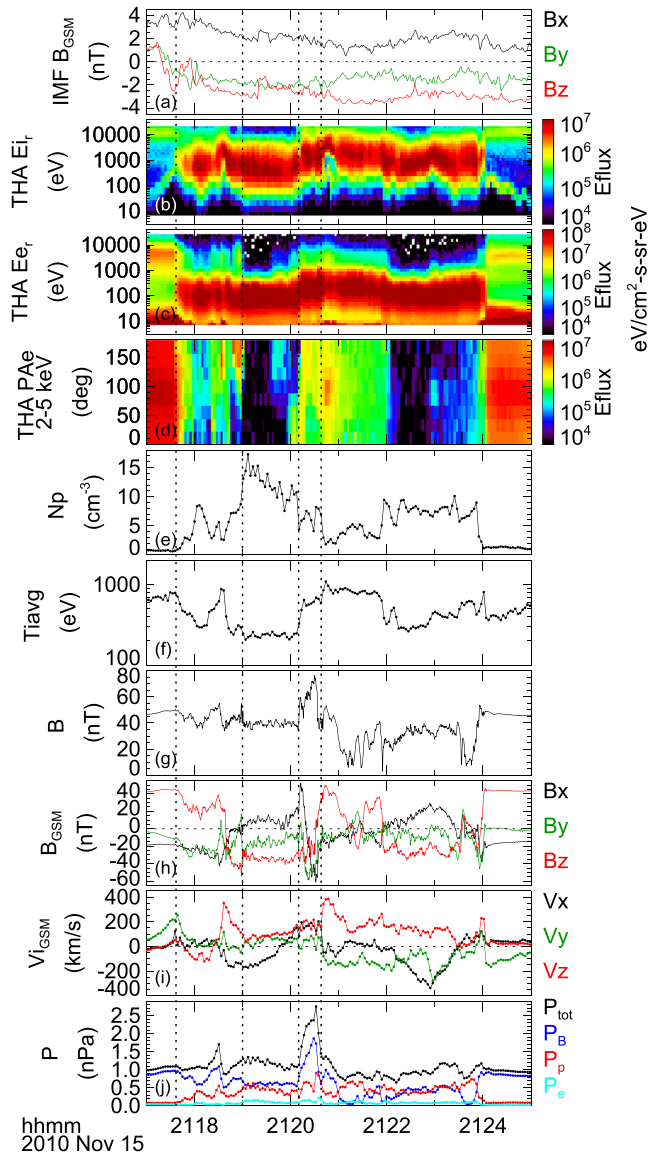 4
2
0
-2
-4
IMF B_GSM
(nT)
(a)
Bx
By
Bz
10000
1000
100
10
THA Ei_r
(eV)
(b)
10^7
10^6
10^5
10^4
Eflux
10000
1000
100
10
THA Ee_r
(eV)
(c)
10^8
10^7
10^6
10^5
10^4
Eflux
eV/cm^2-s-sr-eV
150
100
50
0
THA PAe
2-5 keV
(deg)
(d)
10^7
10^6
10^5
10^4
Eflux
15
10
5
0
Np
(cm^-3)
(e)
1000
100
Tiavg
(eV)
(f)
80
60
40
20
0
B
(nT)
(g)
40
20
0
-20
-40
-60
B_GSM
(nT)
(h)
Bx
By
Bz
400
200
0
-200
-400
Vi_GSM
(km/s)
(i)
Vx
Vy
Vz
2.5
2.0
1.5
1.0
0.5
0.0
P
(nPa)
(j)
P_tot
P_B
P_p
P_e
hhmm
2118 2120 2122 2124
2010 Nov 15